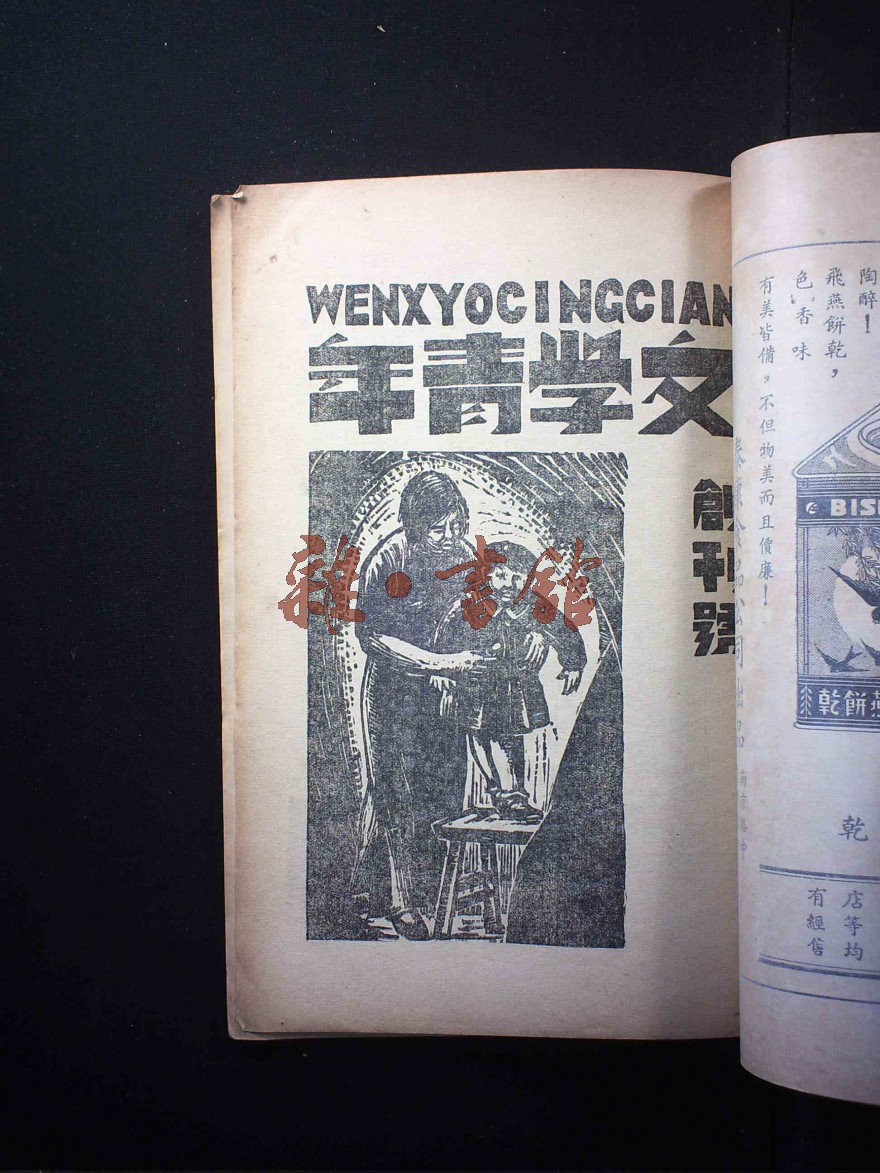 WENXYOCINGCIAN
文學青年
創刊號
雜·書館
陶醉！
飛燕餅乾，
色，香，味
有美皆備，不但物美而且價廉！
BIS
燕餅乾
乾
店等均
有經售